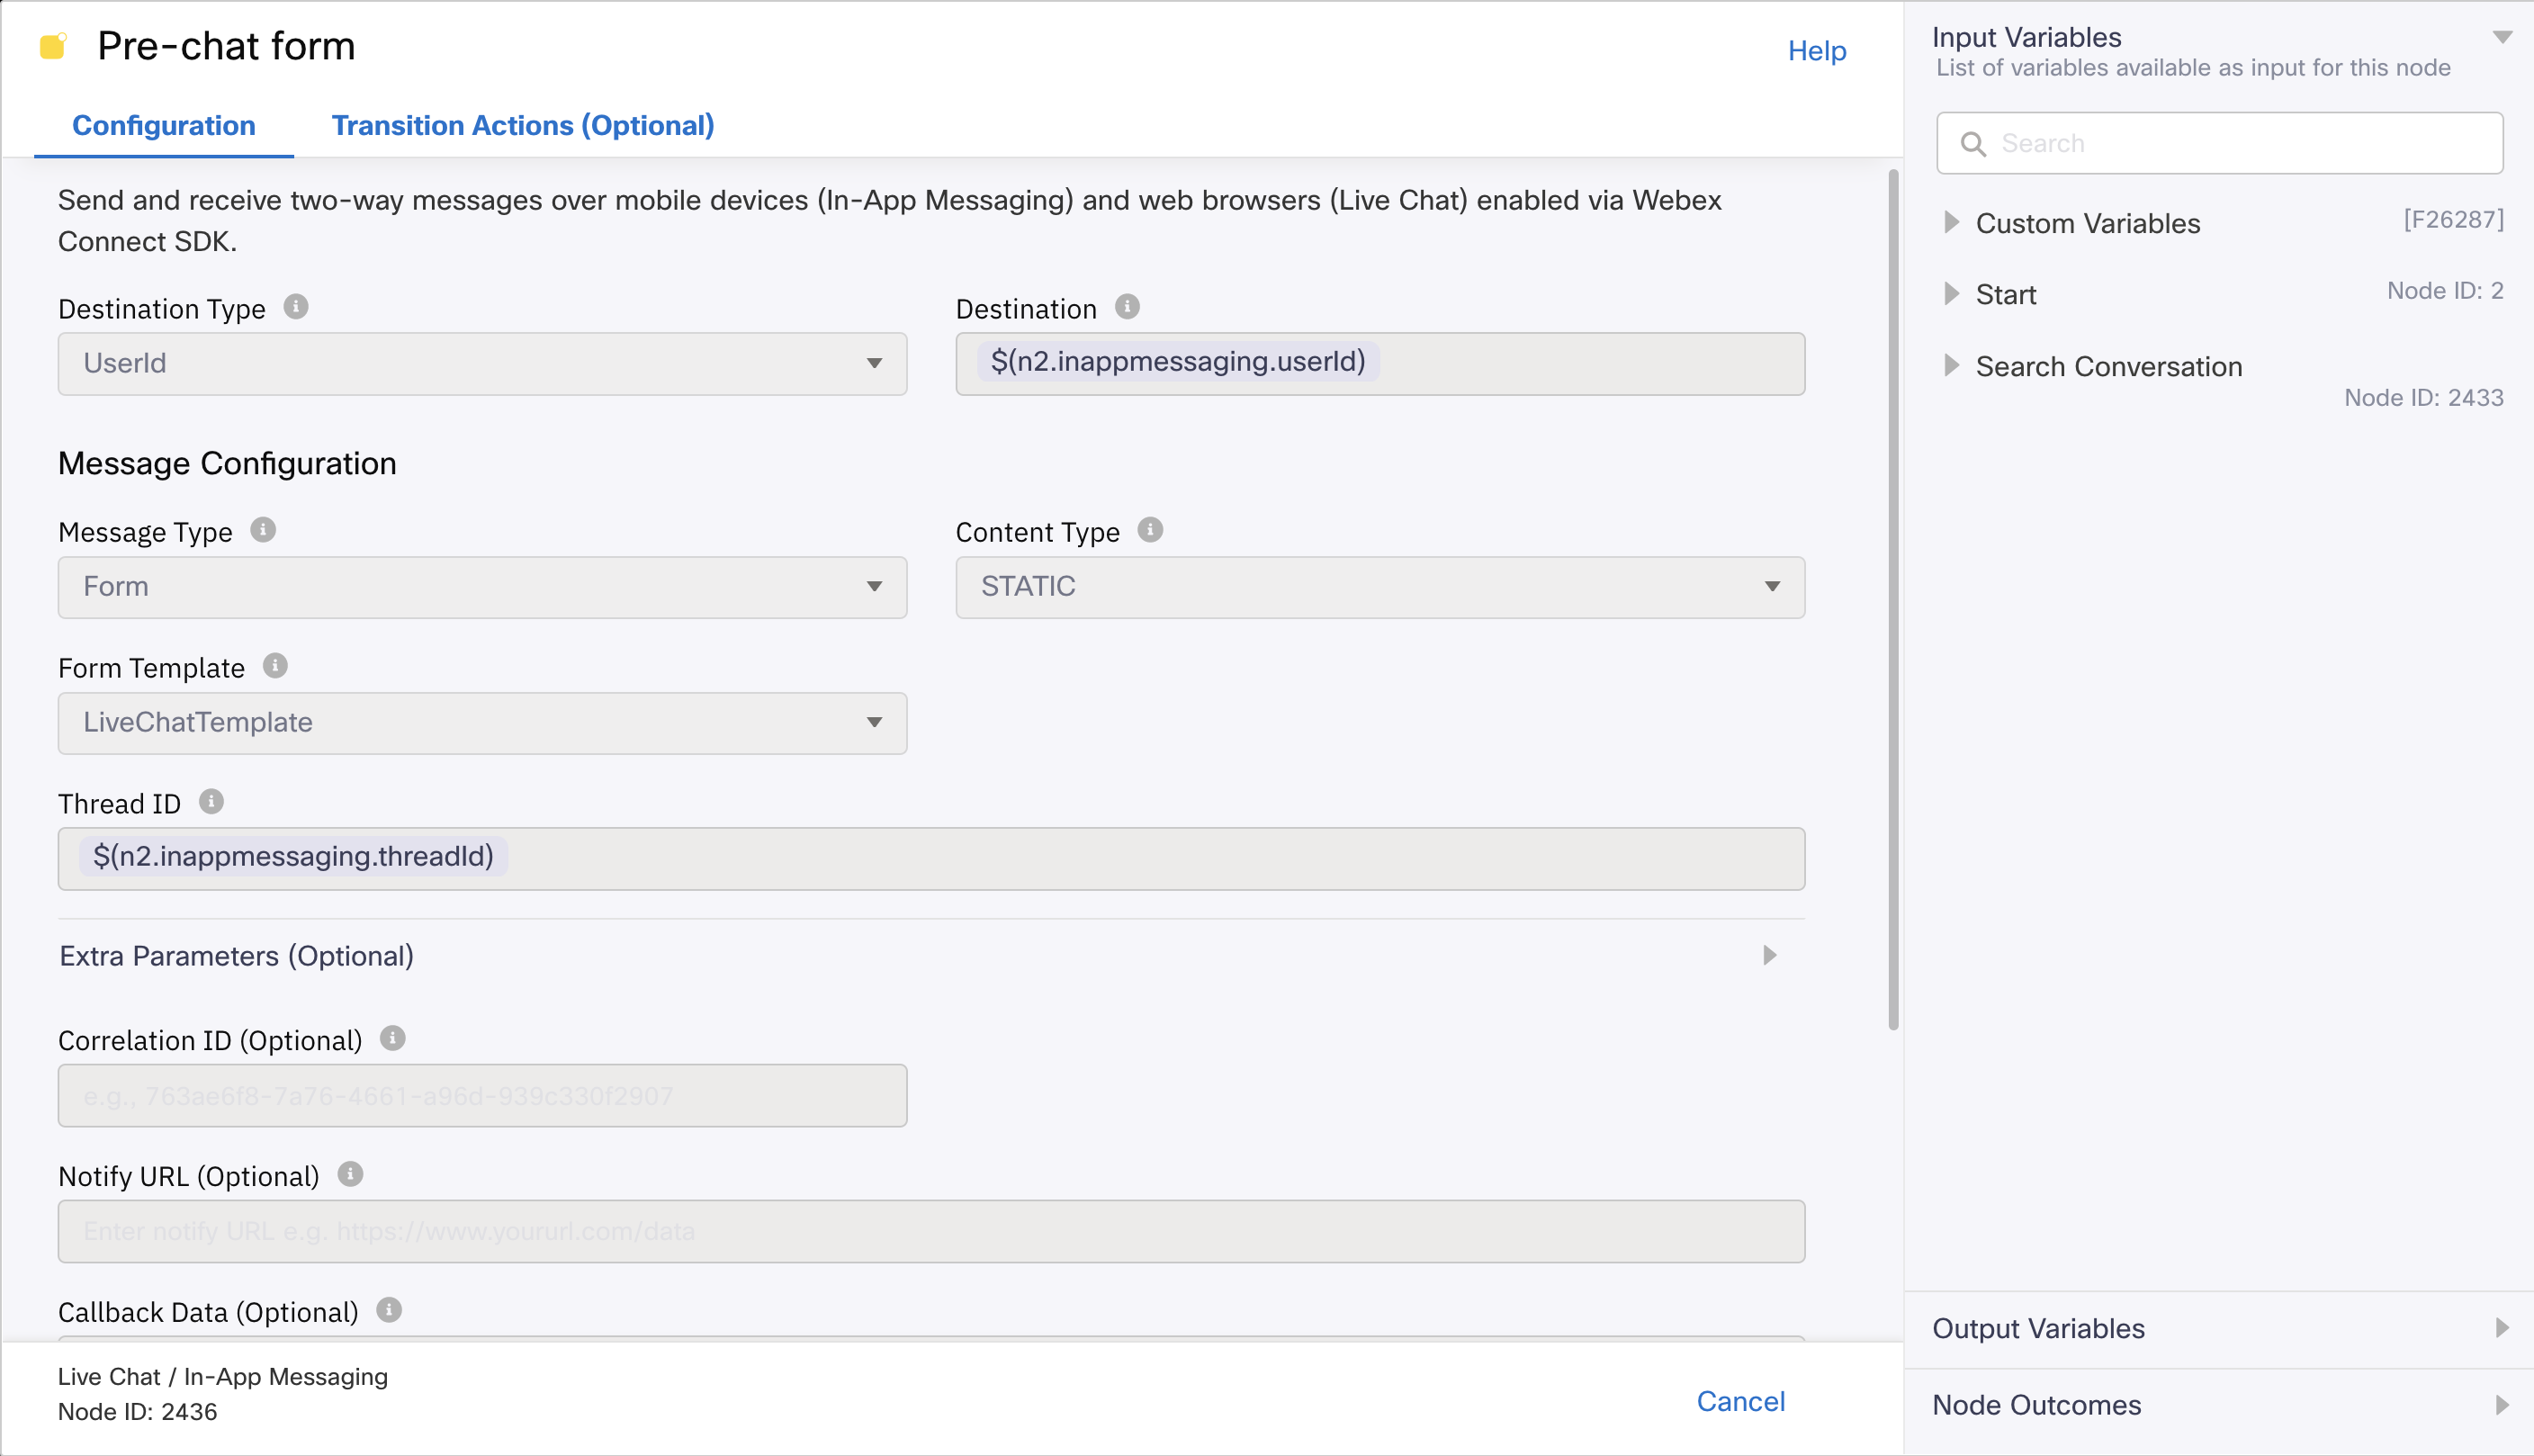 Pre-chat form
Help
Configuration
Transition Actions (Optional)
Send and receive two-way messages over mobile devices (In-App Messaging) and web browsers (Live Chat) enabled via Webex
Connect SDK.
Destination Type
UserId
Destination
$(n2.inappmessaging.userId)
Message Configuration
Message Type
Form
Content Type
STATIC
Form Template
LiveChatTemplate
Thread ID
$(n2.inappmessaging.threadId)
Extra Parameters (Optional)
Correlation ID (Optional)
e.g., 763ae6f8-7a76-4661-a96d-939c330f2907
Notify URL (Optional)
Enter notify URL e.g. https://www.yoururl.com/data
Callback Data (Optional)
Live Chat / In-App Messaging
Node ID: 2436
Cancel
Input Variables
List of variables available as input for this node
Search
Custom Variables
[F26287]
Start
Node ID: 2
Search Conversation
Node ID: 2433
Output Variables
Node Outcomes